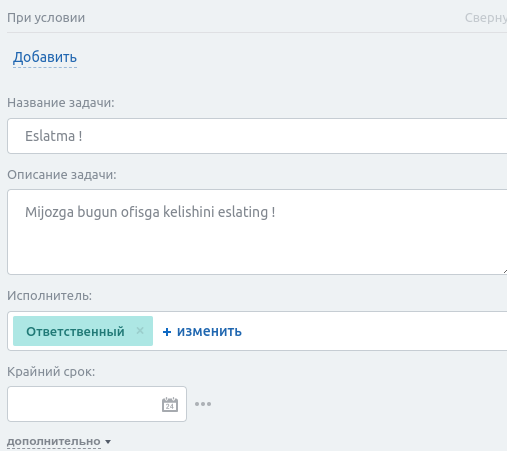 При условии
Сверну
Добавить
Название задачи:
Eslatma !
Описание задачи:
Mijozga bugun ofisga kelishini eslating !
Исполнитель:
Ответственный × + изменить
Крайний срок:
24
дополнительно